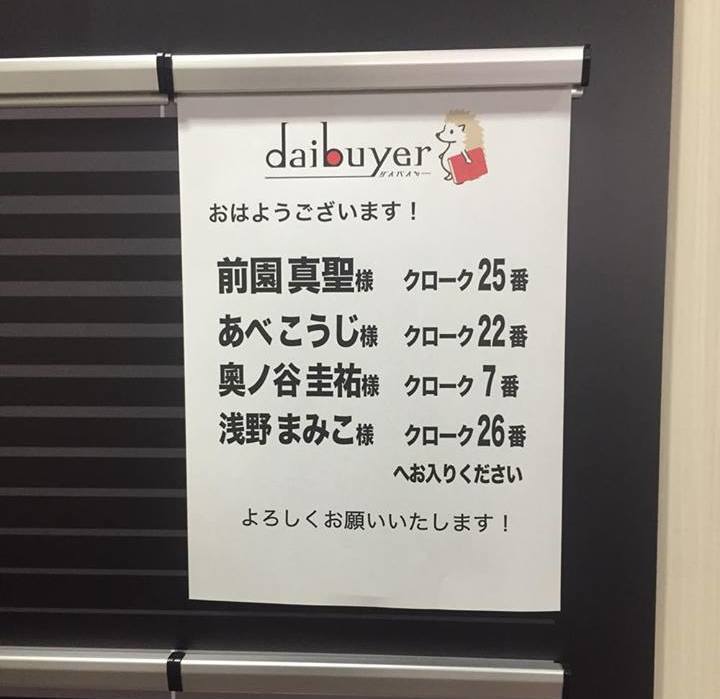 daibuyer
ダイバイヤー
おはようございます！
前園 真聖様 クローク25番
あべ こうじ様 クローク22番
奥ノ谷 圭祐様 クローク 7番
浅野 まみこ様 クローク26番
へお入りください
よろしくお願いいたします！